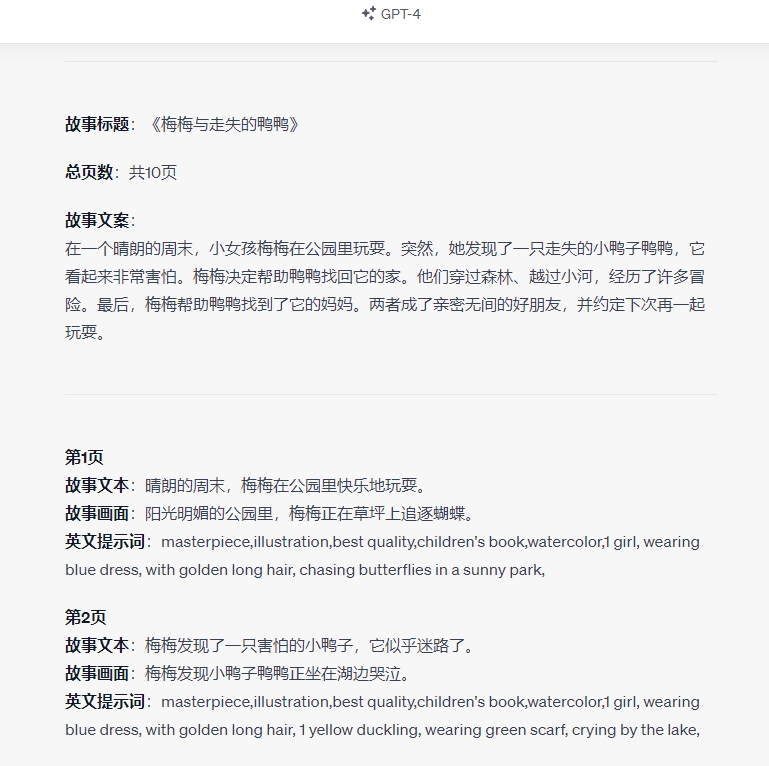 GPT-4
故事标题：《梅梅与走失的鸭鸭》
总页数：共10页
故事文案：
在一个晴朗的周末，小女孩梅梅在公园里玩耍。突然，她发现了一只走失的小鸭子鸭鸭，它
看起来非常害怕。梅梅决定帮助鸭鸭找回它的家。他们穿过森林、越过小河，经历了许多冒
险。最后，梅梅帮助鸭鸭找到了它的妈妈。两者成了亲密无间的好朋友，并约定下次再一起
玩耍。
第1页
故事文本：晴朗的周末，梅梅在公园里快乐地玩耍。
故事画面：阳光明媚的公园里，梅梅正在草坪上追逐蝴蝶。
英文提示词：masterpiece,illustration,best quality,children's book,watercolor,1 girl, wearing
blue dress, with golden long hair, chasing butterflies in a sunny park,
第2页
故事文本：梅梅发现了一只害怕的小鸭子，它似乎迷路了。
故事画面：梅梅发现小鸭子鸭鸭正坐在湖边哭泣。
英文提示词：masterpiece,illustration,best quality,children's book,watercolor,1 girl, wearing
blue dress, with golden long hair, 1 yellow duckling, wearing green scarf, crying by the lake,